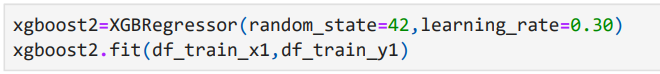 xgboost2=XGBRegressor(random_state=42,learning_rate=0.30)
xgboost2.fit(df_train_x1,df_train_y1)